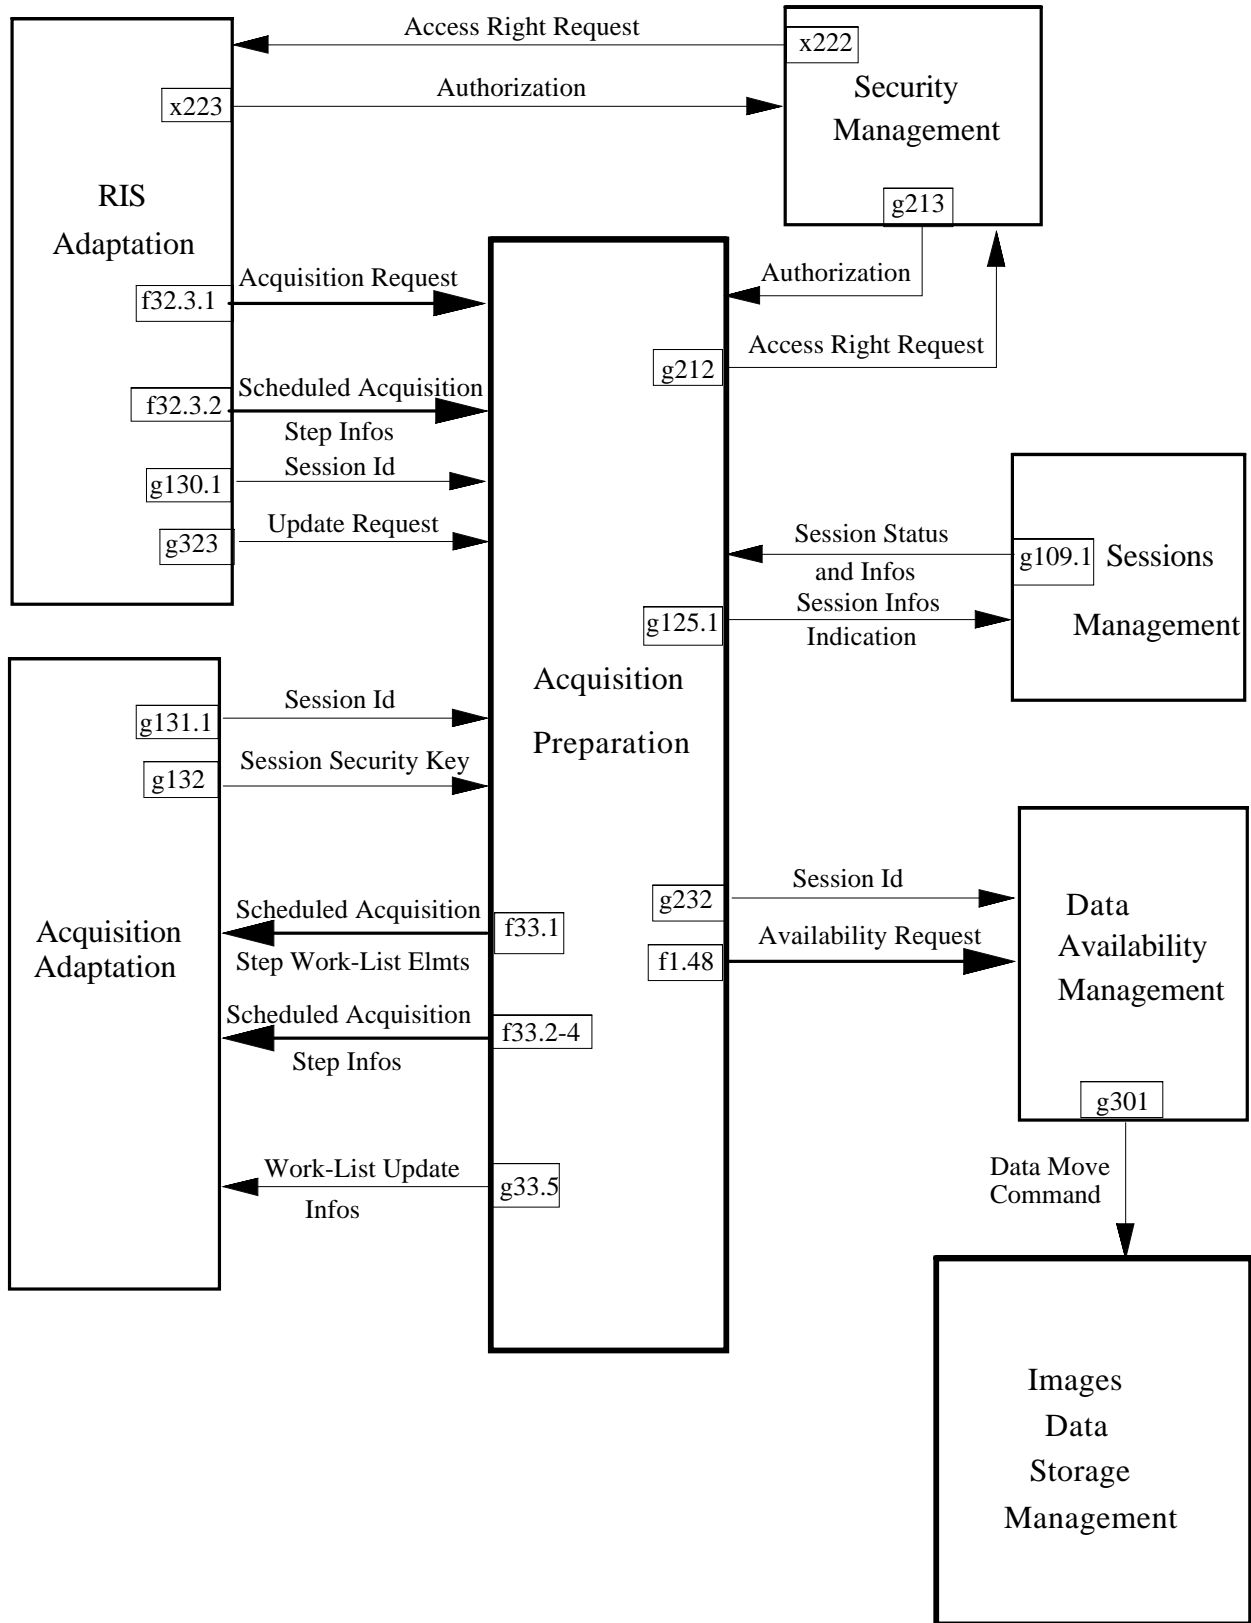 Access Right Request
x222
Authorization
x223
Security
Management
g213
RIS
Adaptation
Acquisition Request
f32.3.1
Authorization
Access Right Request
g212
Scheduled Acquisition
f32.3.2
Step Infos
Session Id
g130.1
Update Request
g323
Session Status
and Infos
g109.1
Sessions
Management
Session Infos
Indication
g125.1
Acquisition
Preparation
Session Id
g131.1
Session Security Key
g132
Session Id
g232
Availability Request
f1.48
Data
Availability
Management
g301
Acquisition
Adaptation
Scheduled Acquisition
f33.1
Step Work-List Elmts
Scheduled Acquisition
f33.2-4
Step Infos
Work-List Update
g33.5
Infos
Data Move
Command
Images
Data
Storage
Management